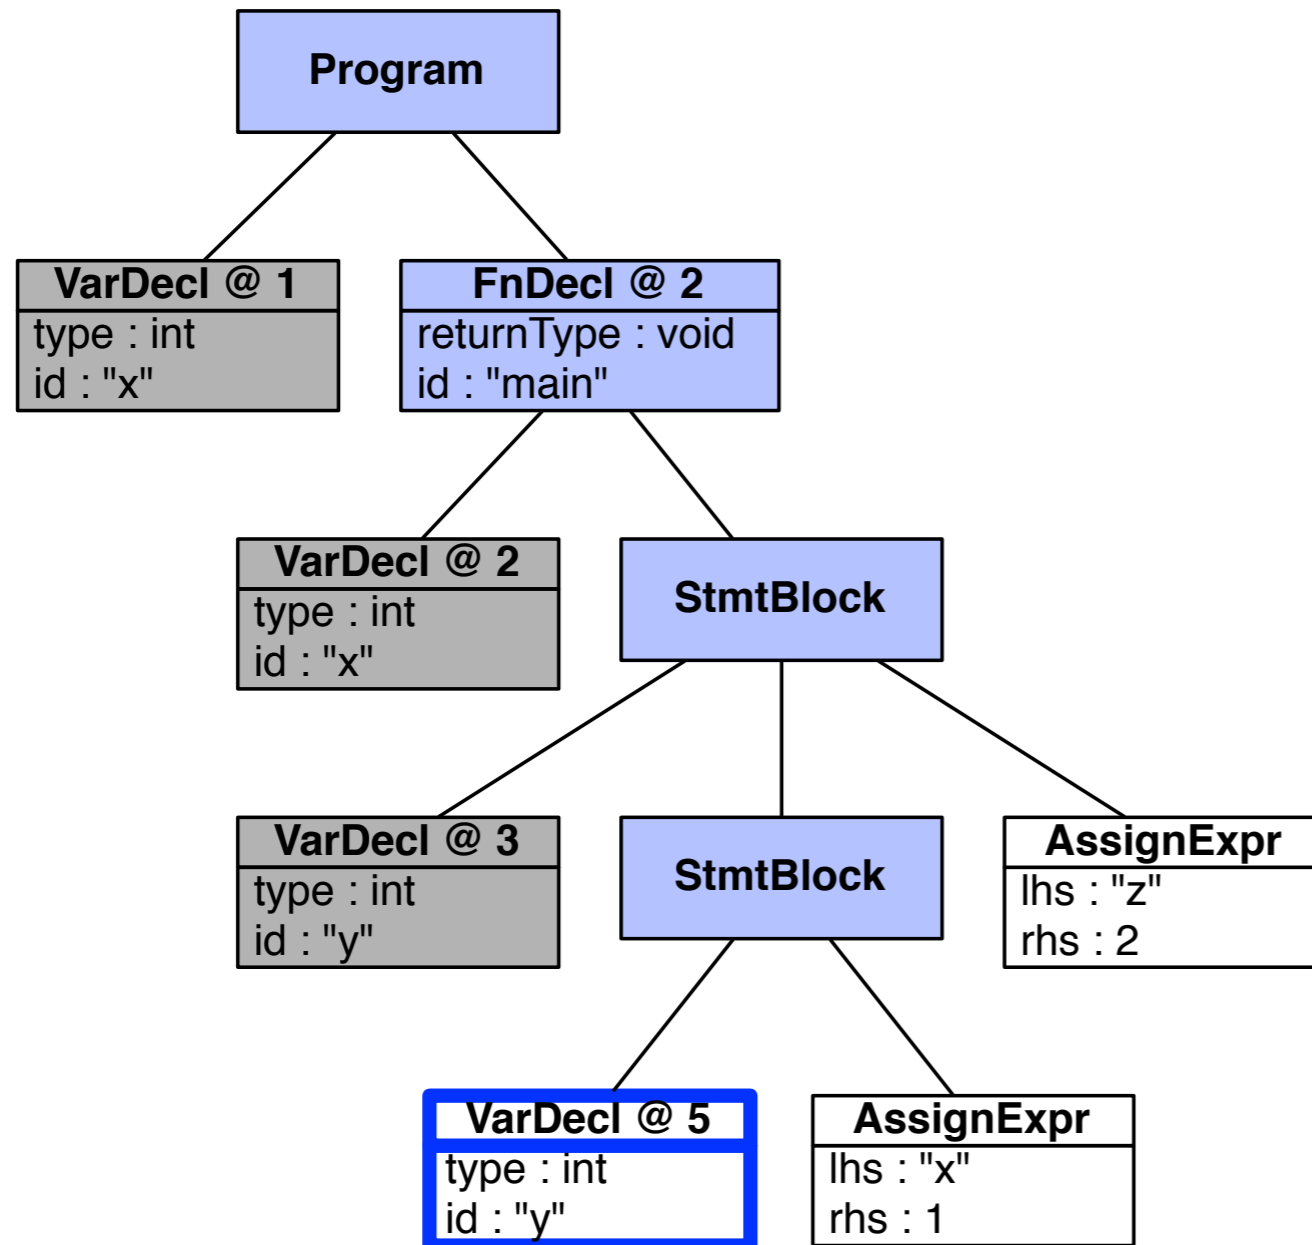 Program
VarDecl @ 1
type : int
id : "x"
FnDecl @ 2
returnType : void
id : "main"
VarDecl @ 2
type : int
id : "x"
StmtBlock
VarDecl @ 3
type : int
id : "y"
StmtBlock
AssignExpr
lhs : "z"
rhs : 2
VarDecl @ 5
type : int
id : "y"
AssignExpr
lhs : "x"
rhs : 1